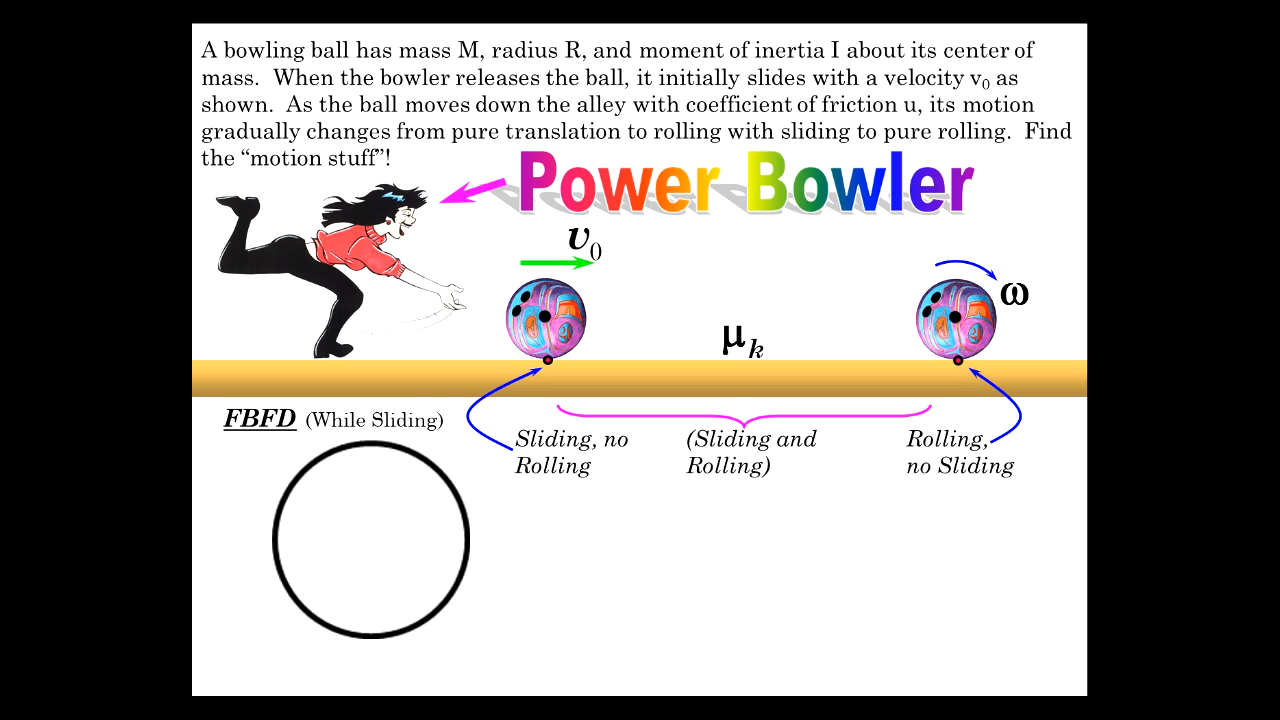 A bowling ball has mass M, radius R, and moment of inertia I about its center of
mass.  When the bowler releases the ball, it initially slides with a velocity v₀ as
shown.  As the ball moves down the alley with coefficient of friction u, its motion
gradually changes from pure translation to rolling with sliding to pure rolling.  Find
the “motion stuff”!
Power Bowler
v₀
ω
μₖ
FBFD (While Sliding)
Sliding, no
Rolling
(Sliding and
Rolling)
Rolling,
no Sliding